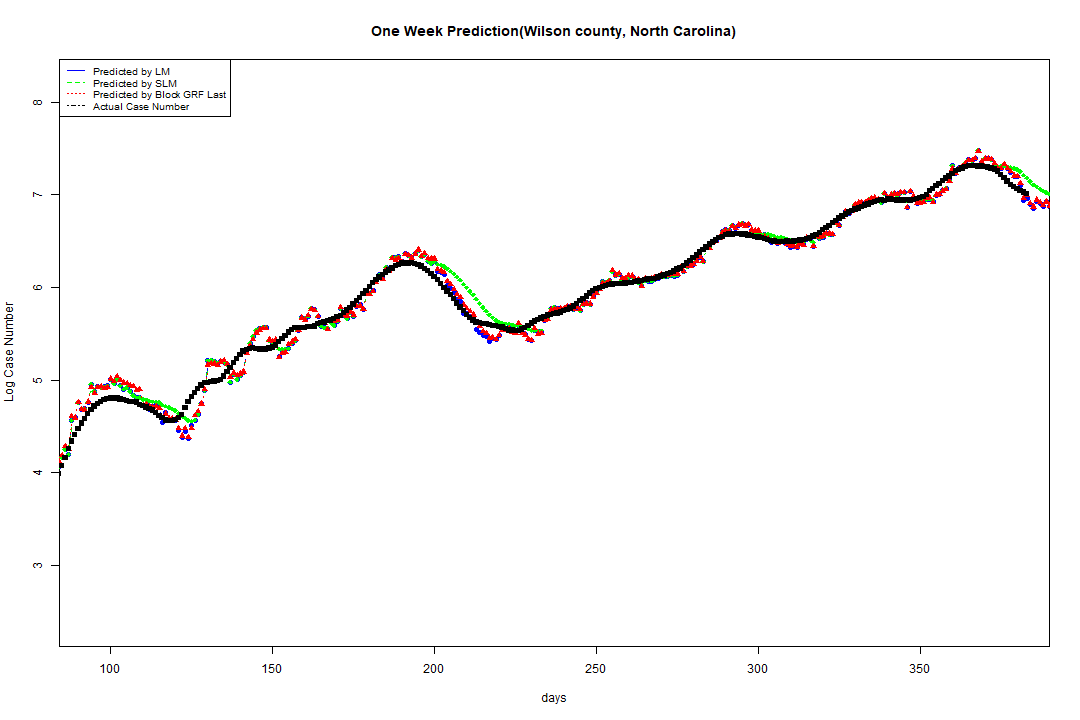 One Week Prediction(Wilson county, North Carolina)
Predicted by LM
Predicted by SLM
Predicted by Block GRF Last
Actual Case Number
8
7
6
5
4
3
Log Case Number
100 150 200 250 300 350
days